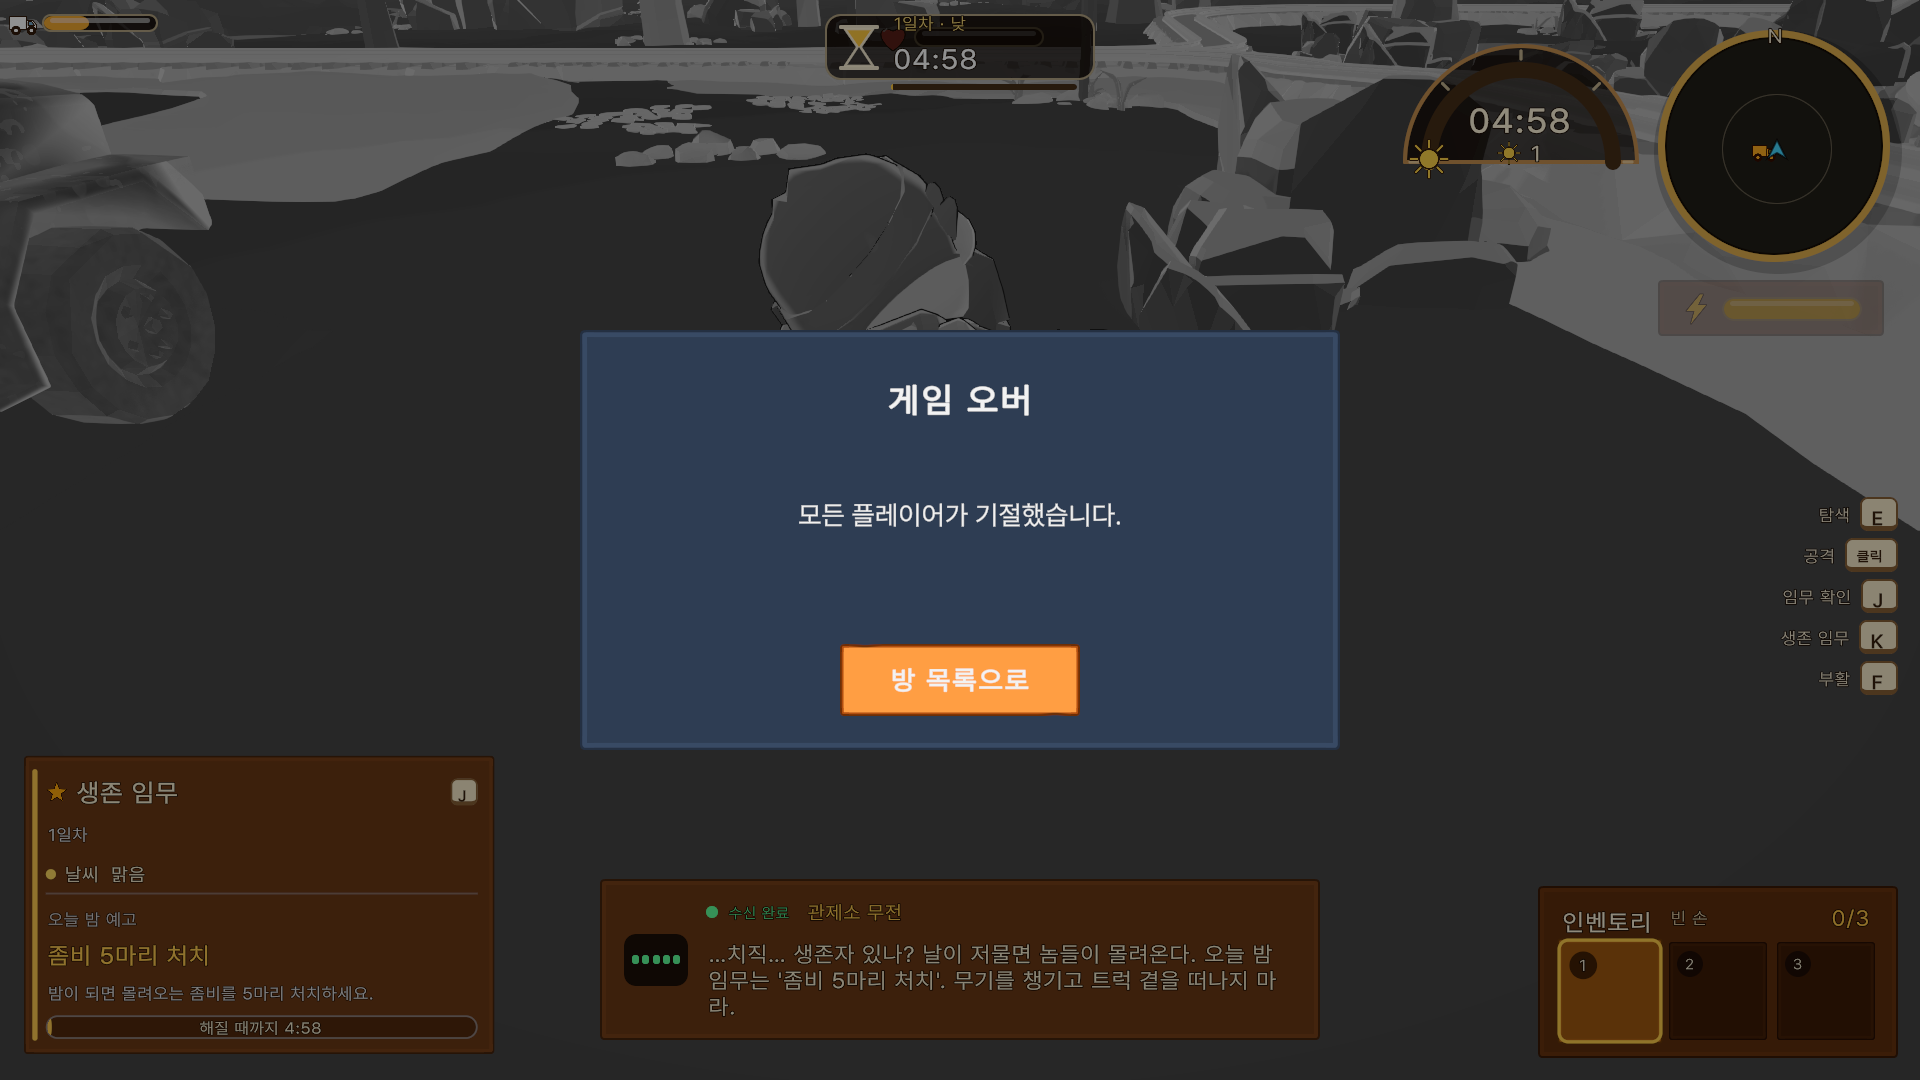 1일차 · 낮
04:58
N
04:58
1
게임 오버
모든 플레이어가 기절했습니다.
방 목록으로
탐색 E
공격 클릭
임무 확인 J
생존 임무 K
부활 F
생존 임무 J
1일차
날씨 맑음
오늘 밤 예고
좀비 5마리 처치
밤이 되면 몰려오는 좀비를 5마리 처치하세요.
해질 때까지 4:58
수신 완료 관제소 무전
...치직... 생존자 있나? 날이 저물면 놈들이 몰려온다. 오늘 밤
임무는 '좀비 5마리 처치'. 무기를 챙기고 트럭 곁을 떠나지 마
라.
인벤토리 빈 손 0/3
1 2 3